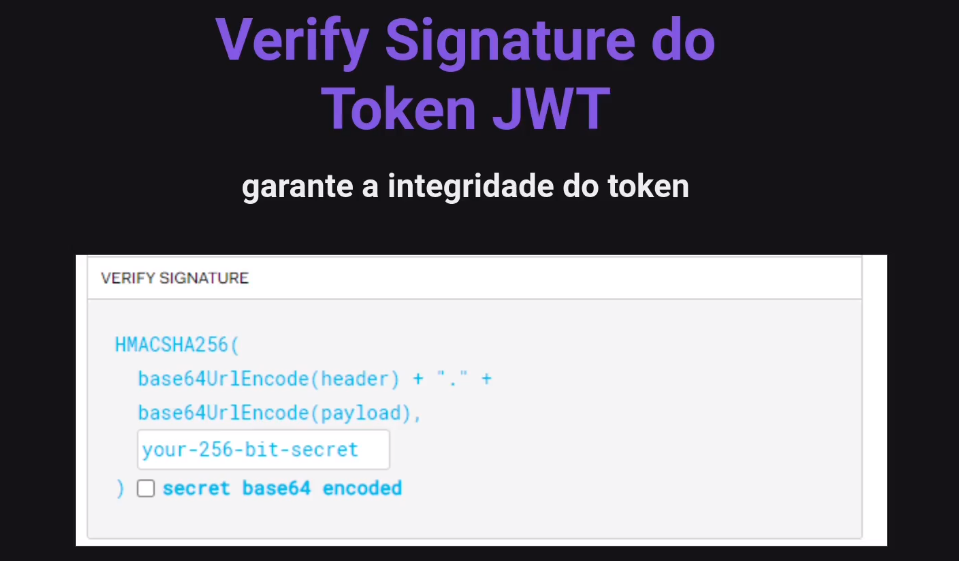 Verify Signature do
Token JWT
garante a integridade do token
VERIFY SIGNATURE
HMACSHA256(
base64UrlEncode(header) + "." +
base64UrlEncode(payload),
your-256-bit-secret
) secret base64 encoded